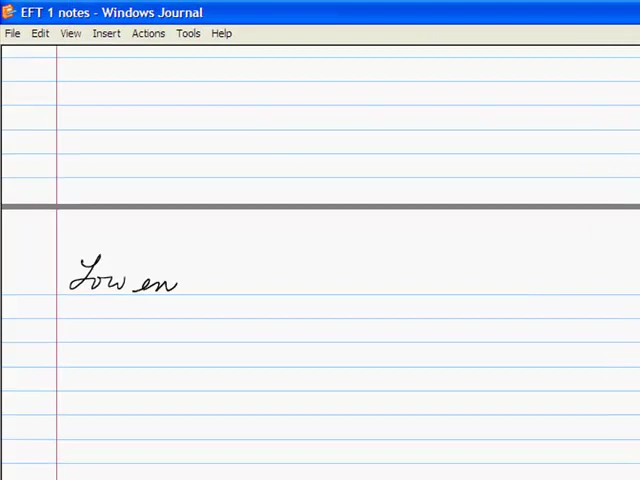 EFT 1 notes - Windows Journal
File Edit View Insert Actions Tools Help
Low en